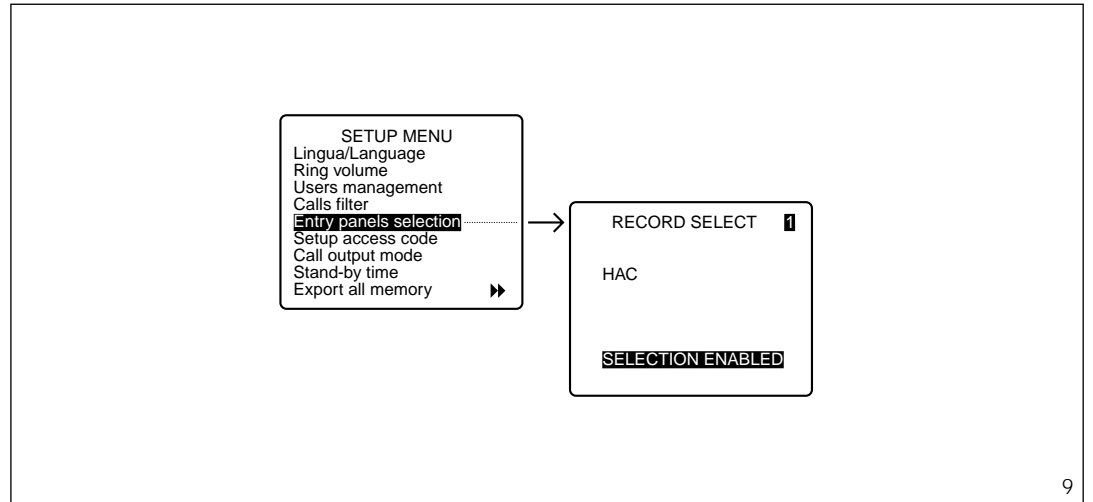 SETUP MENU
Lingua/Language
Ring volume
Users management
Calls filter
Entry panels selection
Setup access code
Call output mode
Stand-by time
Export all memory
RECORD SELECT 1
HAC
SELECTION ENABLED
9